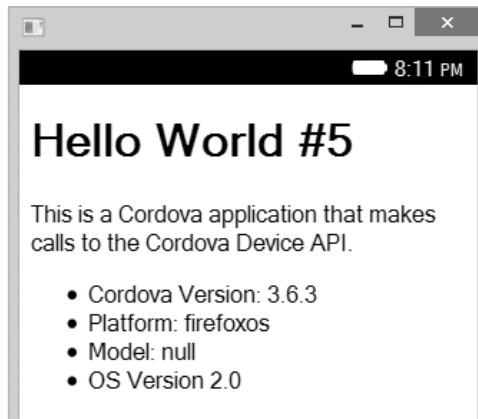 8:11 PM
Hello World #5
This is a Cordova application that makes
calls to the Cordova Device API.
• Cordova Version: 3.6.3
• Platform: firefoxos
• Model: null
• OS Version 2.0